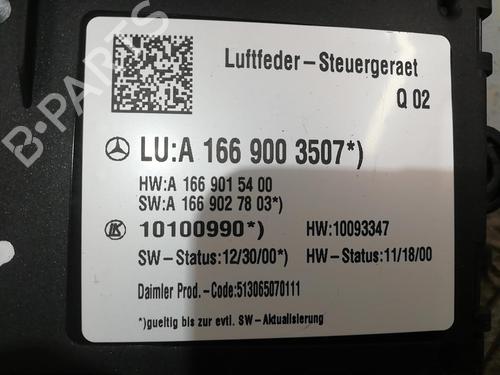 Luftfeder-Steuergeraet
Q 02
LU:A 166 900 3507*)
HW:A 166 901 54 00
SW:A 166 902 78 03*)
10100990*) HW:10093347
SW-Status:12/30/00*) HW-Status:11/18/00
Daimler Prod.-Code:513065070111
*)gueltig bis zur evtl. SW-Aktualisierung
B-PARTS